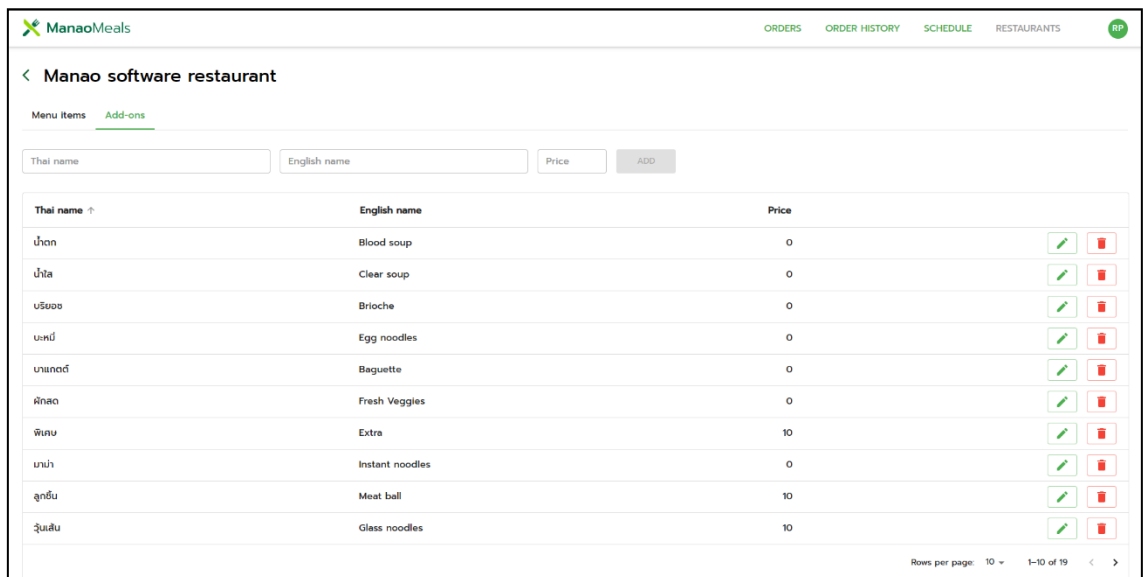 ManaoMeals ORDERS ORDER HISTORY SCHEDULE RESTAURANTS RP
Manao software restaurant
Menu items Add-ons
Thai name English name Price ADD
Thai name English name Price
น้ำตก Blood soup 0
น้ำใส Clear soup 0
บริยอช Brioche 0
บะหมี่ Egg noodles 0
บาแกตต์ Baguette 0
ผักสด Fresh Veggies 0
พิเศษ Extra 10
มาม่า Instant noodles 0
ลูกชิ้น Meat ball 10
วุ้นเส้น Glass noodles 10
Rows per page: 10 1–10 of 19